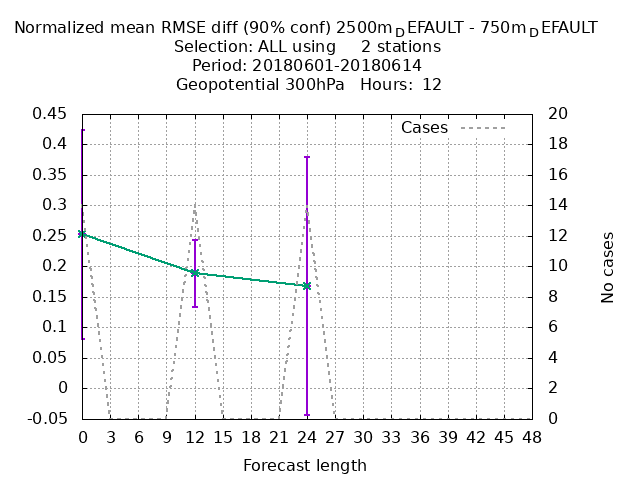 Normalized mean RMSE diff (90% conf) 2500m_DEFAULT - 750m_DEFAULT
Selection: ALL using 2 stations
Period: 20180601-20180614
Geopotential 300hPa Hours: 12
Cases
0.45
0.4
0.35
0.3
0.25
0.2
0.15
0.1
0.05
0
-0.05
20
18
16
14
12
10
8
6
4
2
0
No cases
0 3 6 9 12 15 18 21 24 27 30 33 36 39 42 45 48
Forecast length